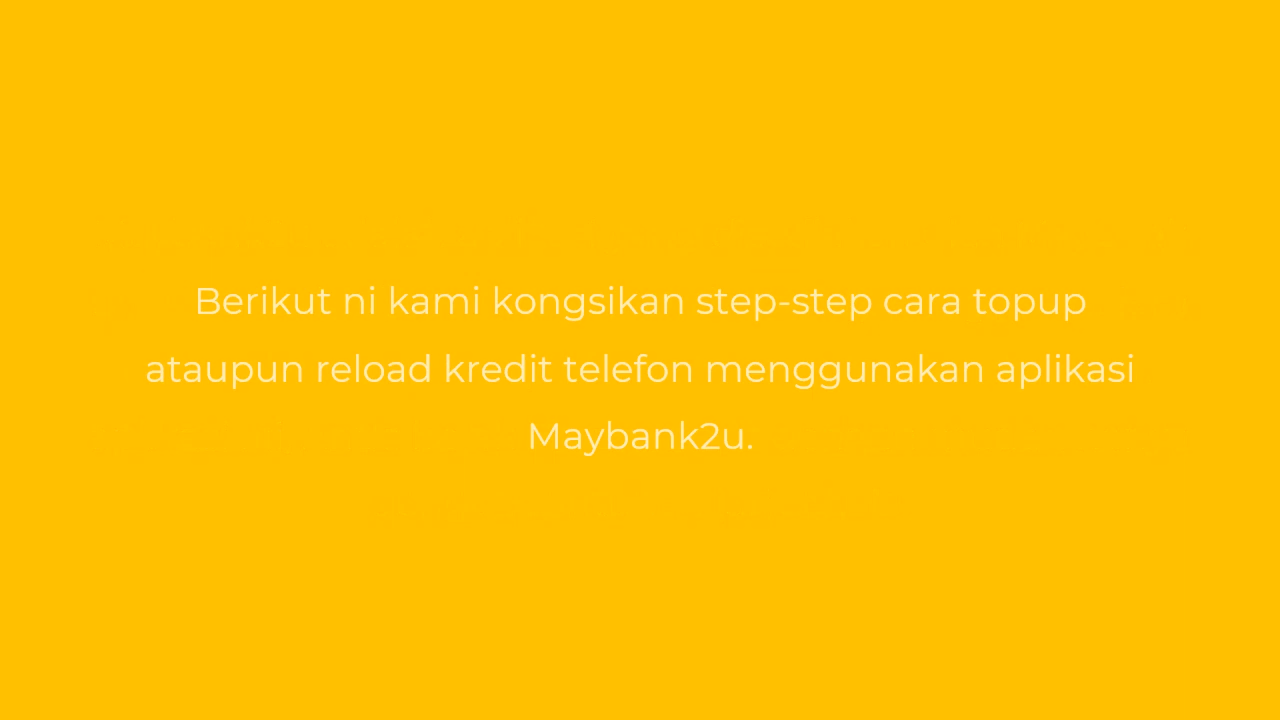 Berikut ni kami kongsikan step-step cara topup
ataupun reload kredit telefon menggunakan aplikasi
Maybank2u.